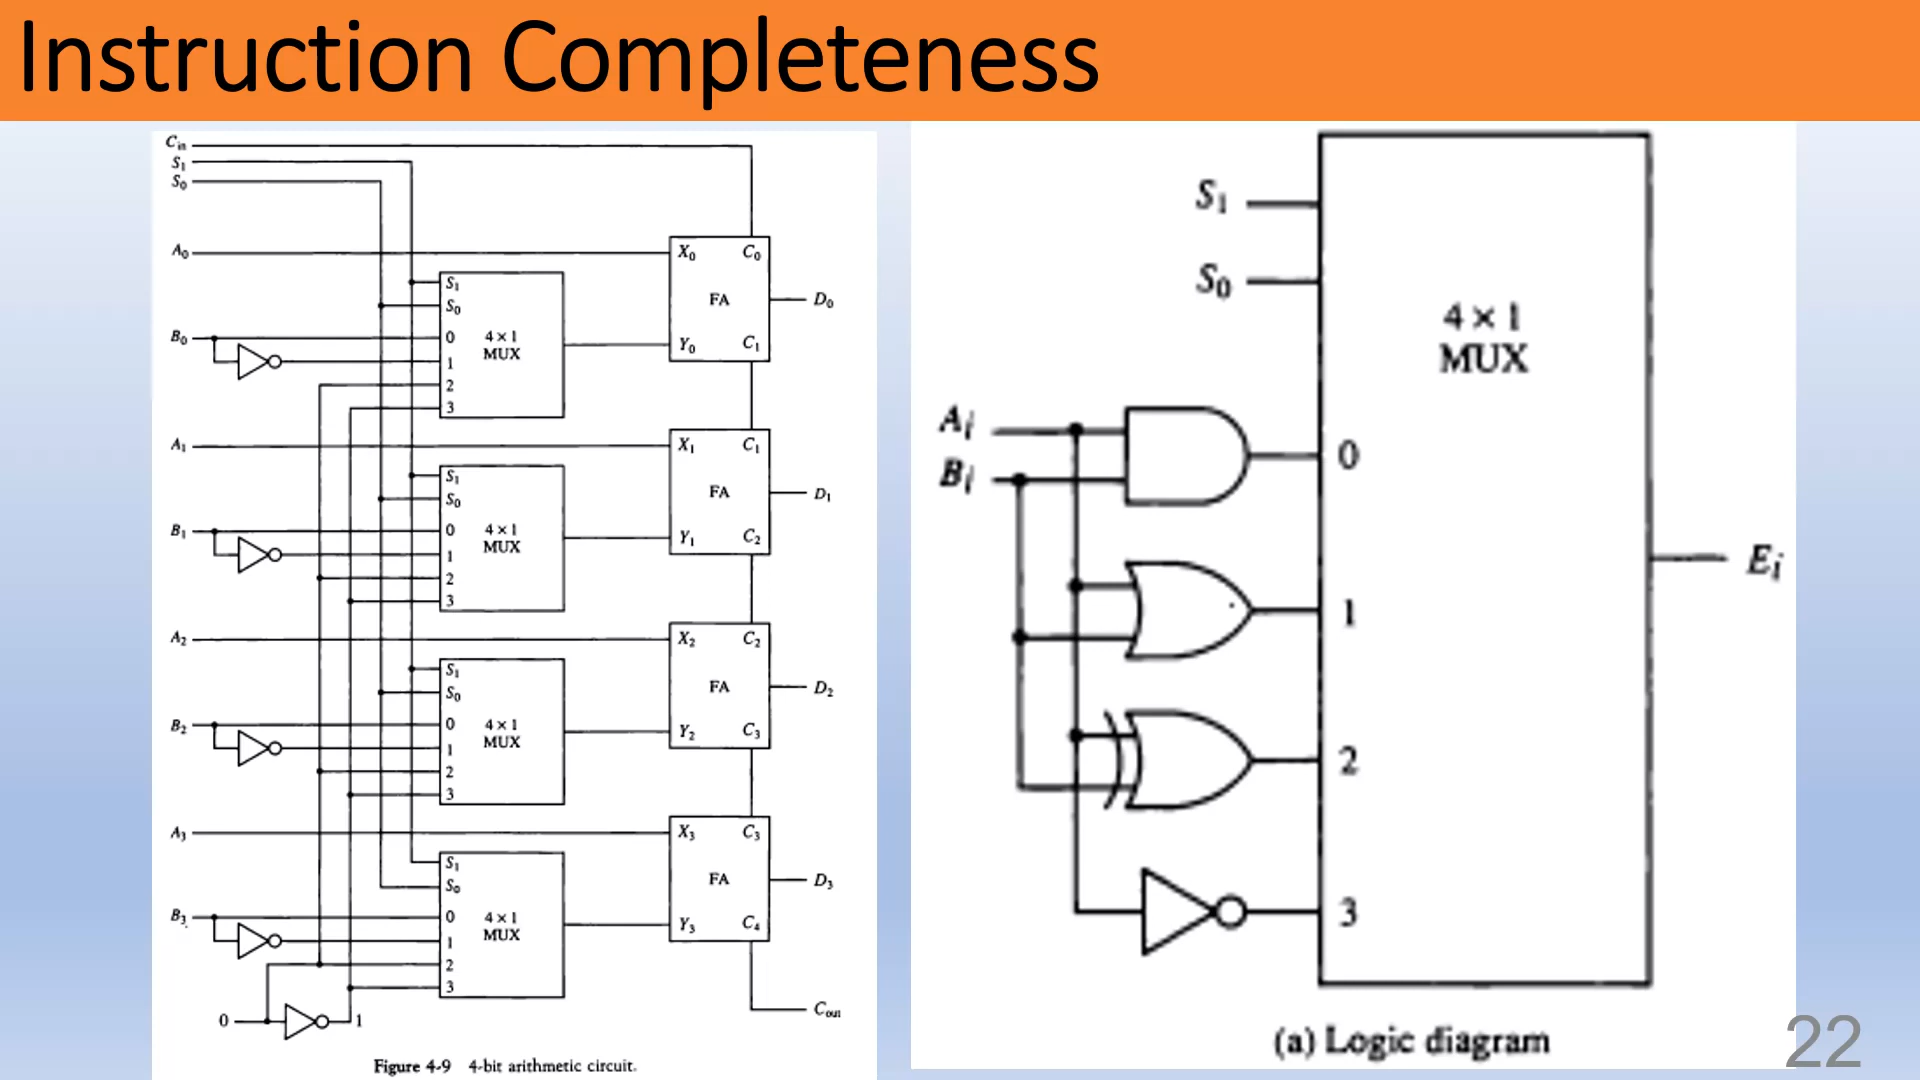 Instruction Completeness
Cin
S1
S0
A0
X0 C0
S1
FA
D0
S0
B0
0
4 × 1
MUX
Y0 C1
1
2
3
A1
X1 C1
S1
FA
D1
S0
B1
0
4 × 1
MUX
Y1 C2
1
2
3
A2
X2 C2
S1
FA
D2
S0
B2
0
4 × 1
MUX
Y2 C3
1
2
3
A3
X3 C3
S1
FA
D3
S0
B3
0
4 × 1
MUX
Y3 C4
1
2
3
0
1
Cout
Figure 4-9 4-bit arithmetic circuit.
S1
S0
4 × 1
MUX
Ai
Bi
0
1
Ei
2
3
(a) Logic diagram
22